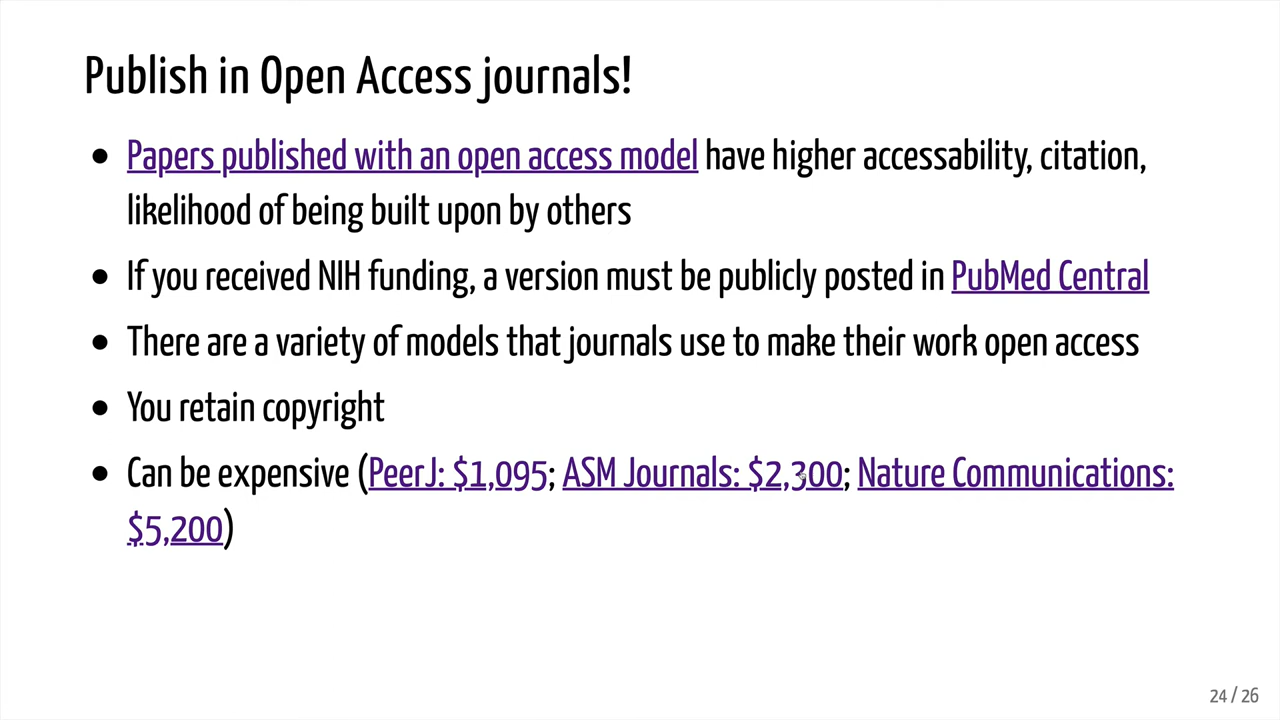 Publish in Open Access journals!
• Papers published with an open access model have higher accessability, citation,
likelihood of being built upon by others
• If you received NIH funding, a version must be publicly posted in PubMed Central
• There are a variety of models that journals use to make their work open access
• You retain copyright
• Can be expensive (PeerJ: $1,095; ASM Journals: $2,300; Nature Communications:
$5,200)
24 / 26